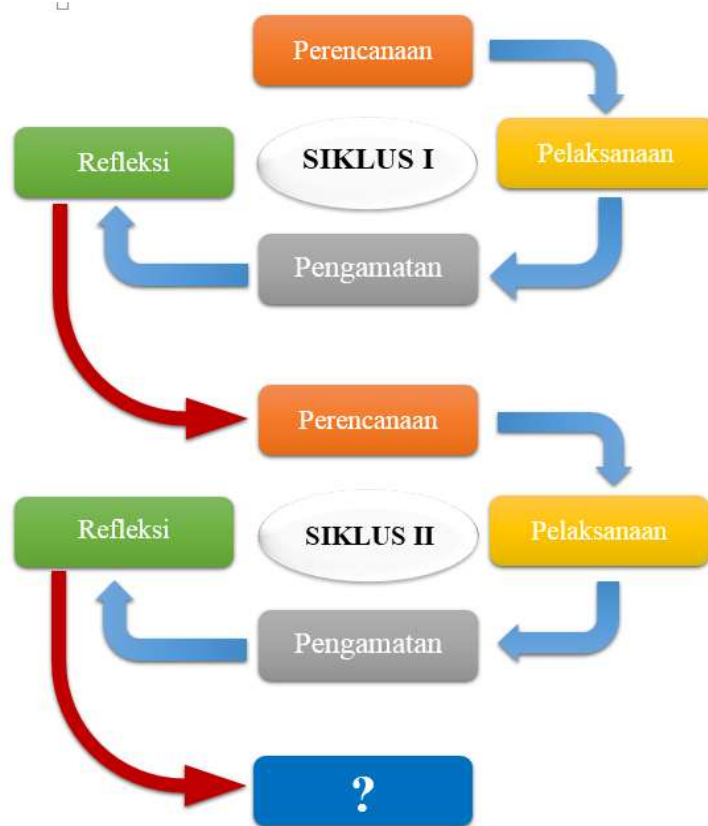 Perencanaan
Refleksi
SIKLUS I
Pelaksanaan
Pengamatan
Perencanaan
Refleksi
SIKLUS II
Pelaksanaan
Pengamatan
?